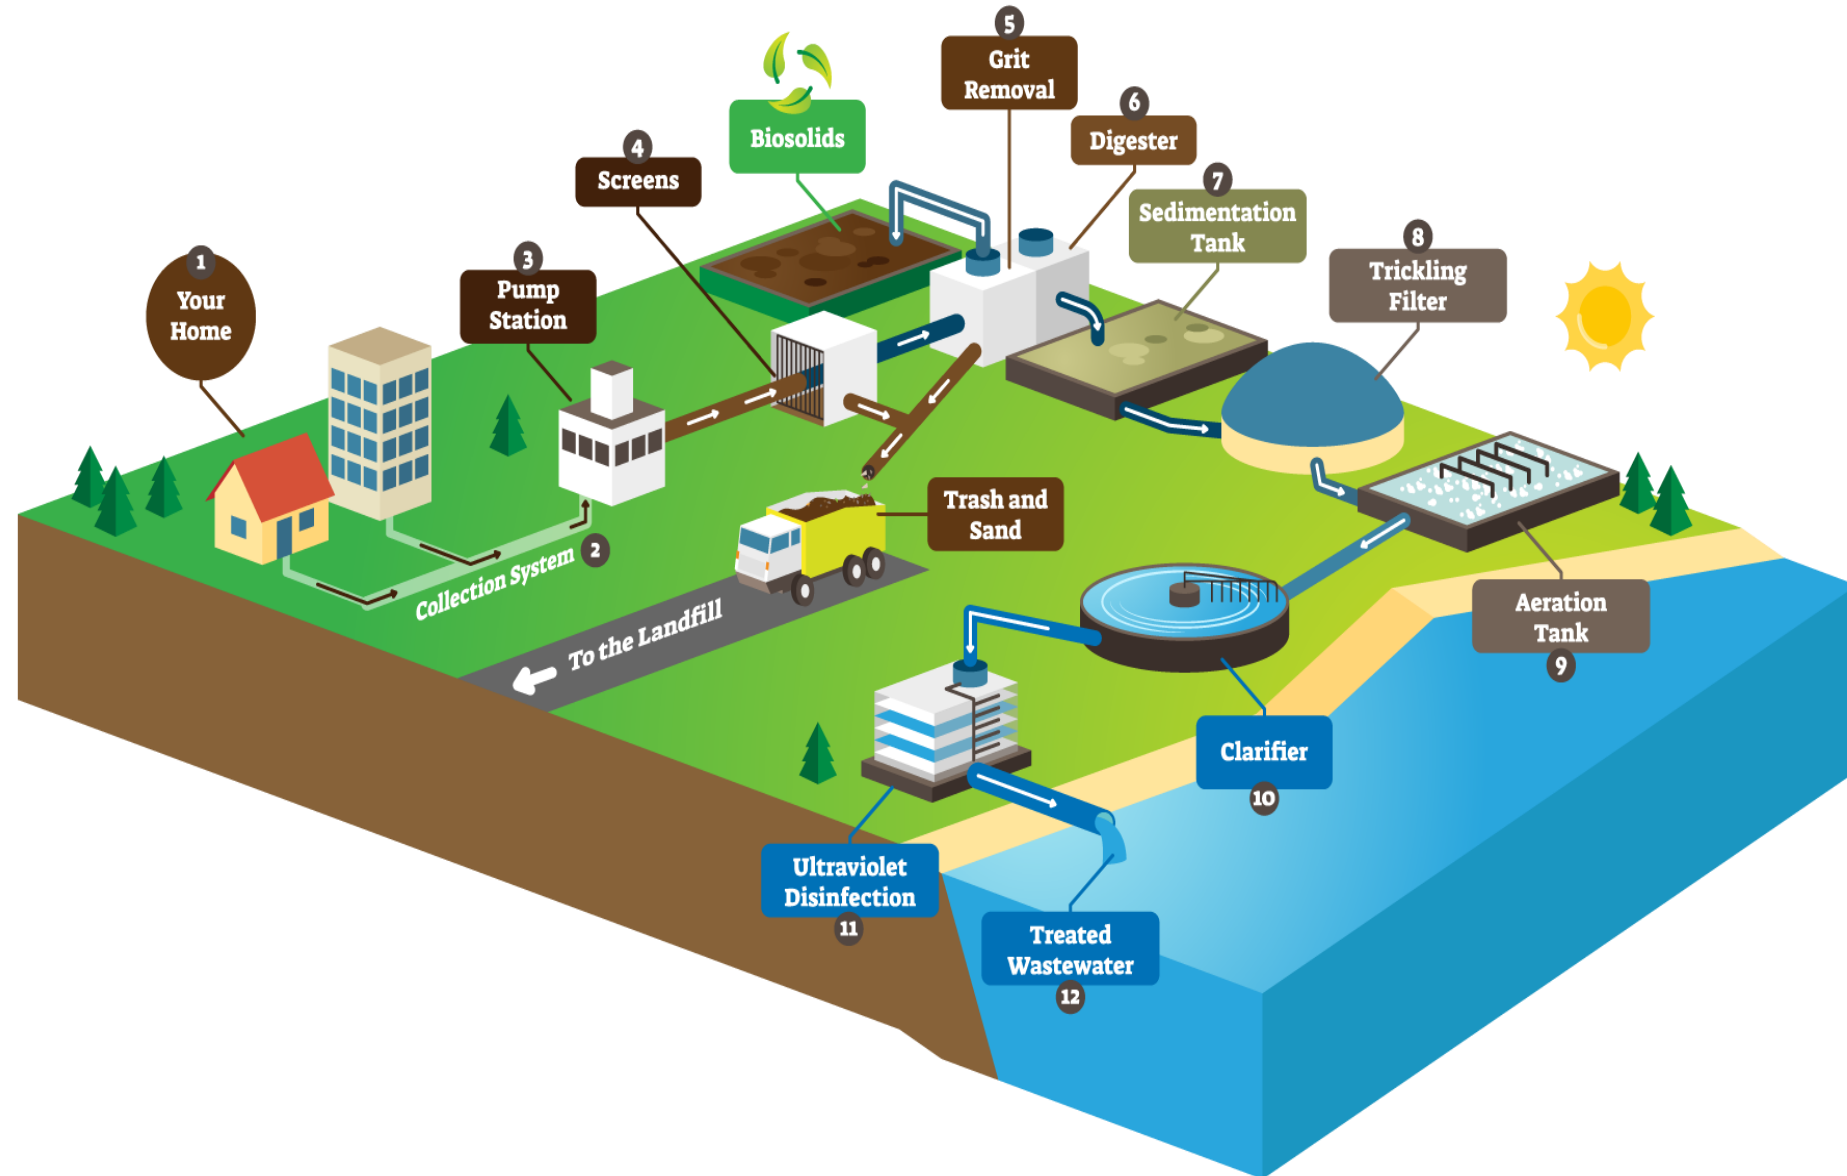 1
Your
Home
Collection System 2
3
Pump
Station
4
Screens
Biosolids
5
Grit
Removal
6
Digester
7
Sedimentation
Tank
8
Trickling
Filter
Aeration
Tank
9
Clarifier
10
Ultraviolet
Disinfection
11
Treated
Wastewater
12
Trash and
Sand
To the Landfill